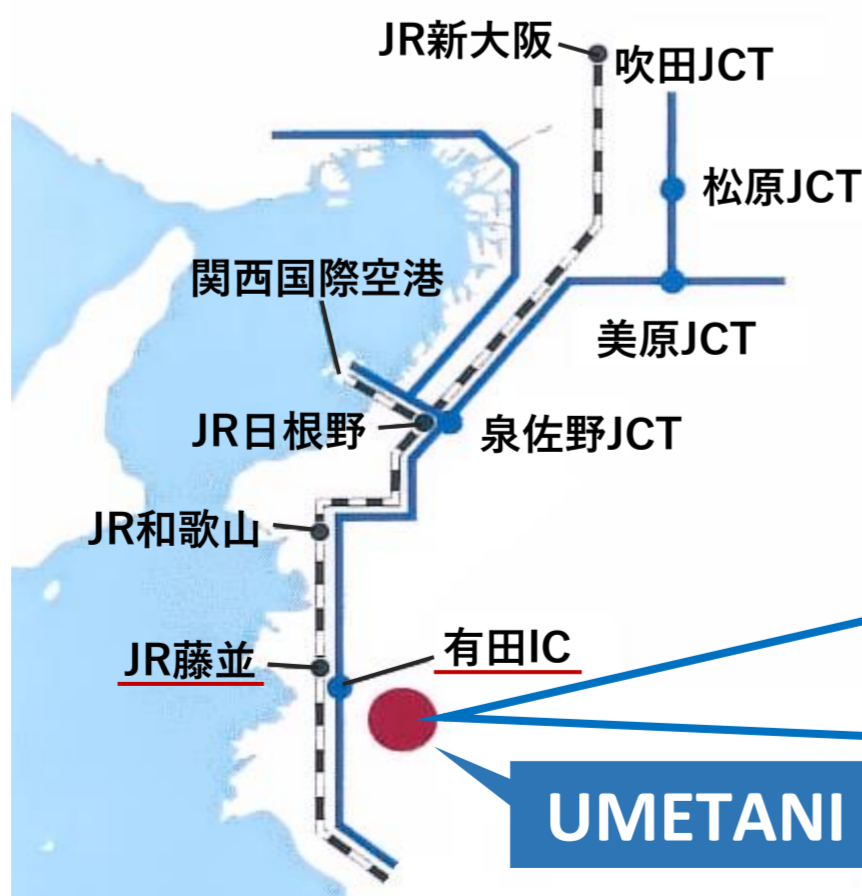 JR新大阪
吹田JCT
松原JCT
関西国際空港
美原JCT
JR日根野
泉佐野JCT
JR和歌山
JR藤並
有田IC
UMETANI